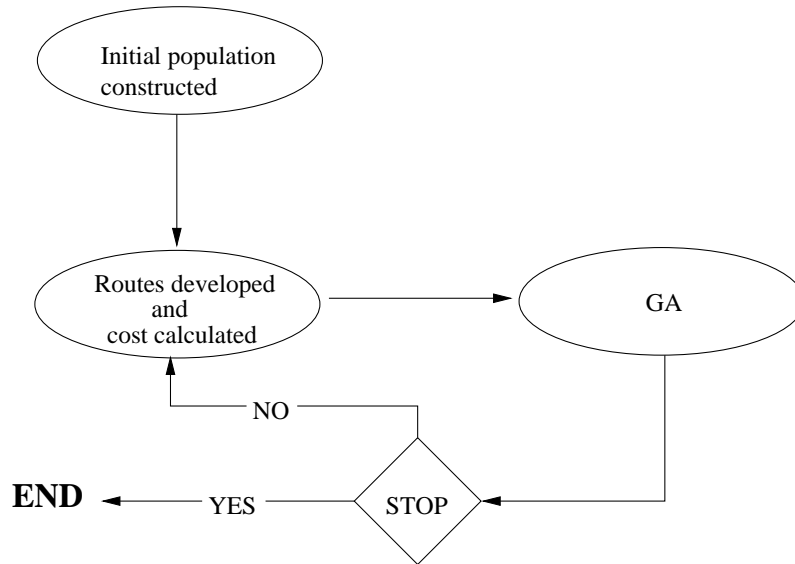 Initial population
constructed
Routes developed
and
cost calculated
GA
NO
END
YES
STOP